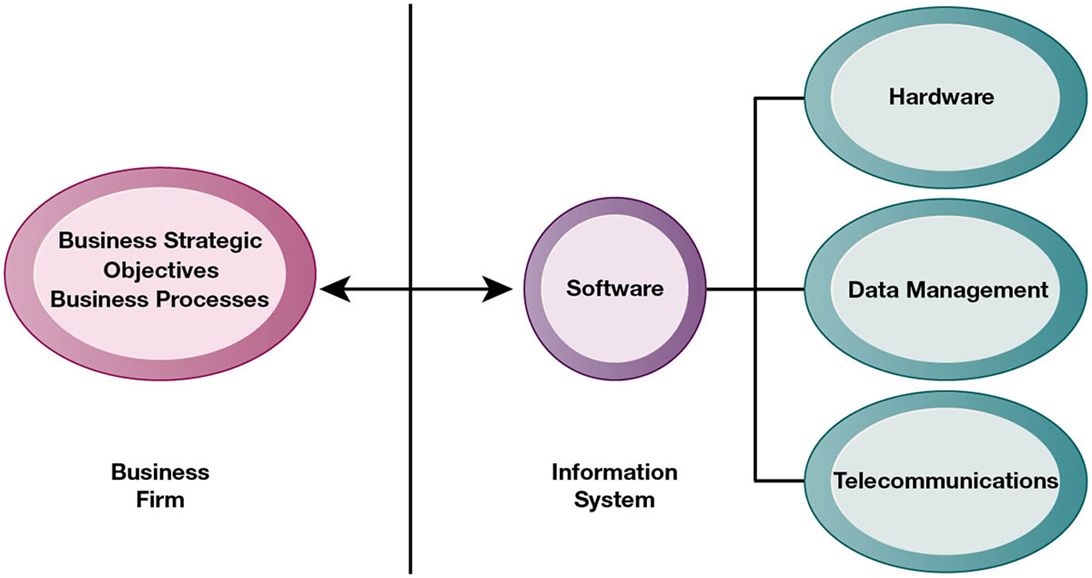 Business Strategic
Objectives
Business Processes
Business
Firm
Software
Information
System
Hardware
Data Management
Telecommunications